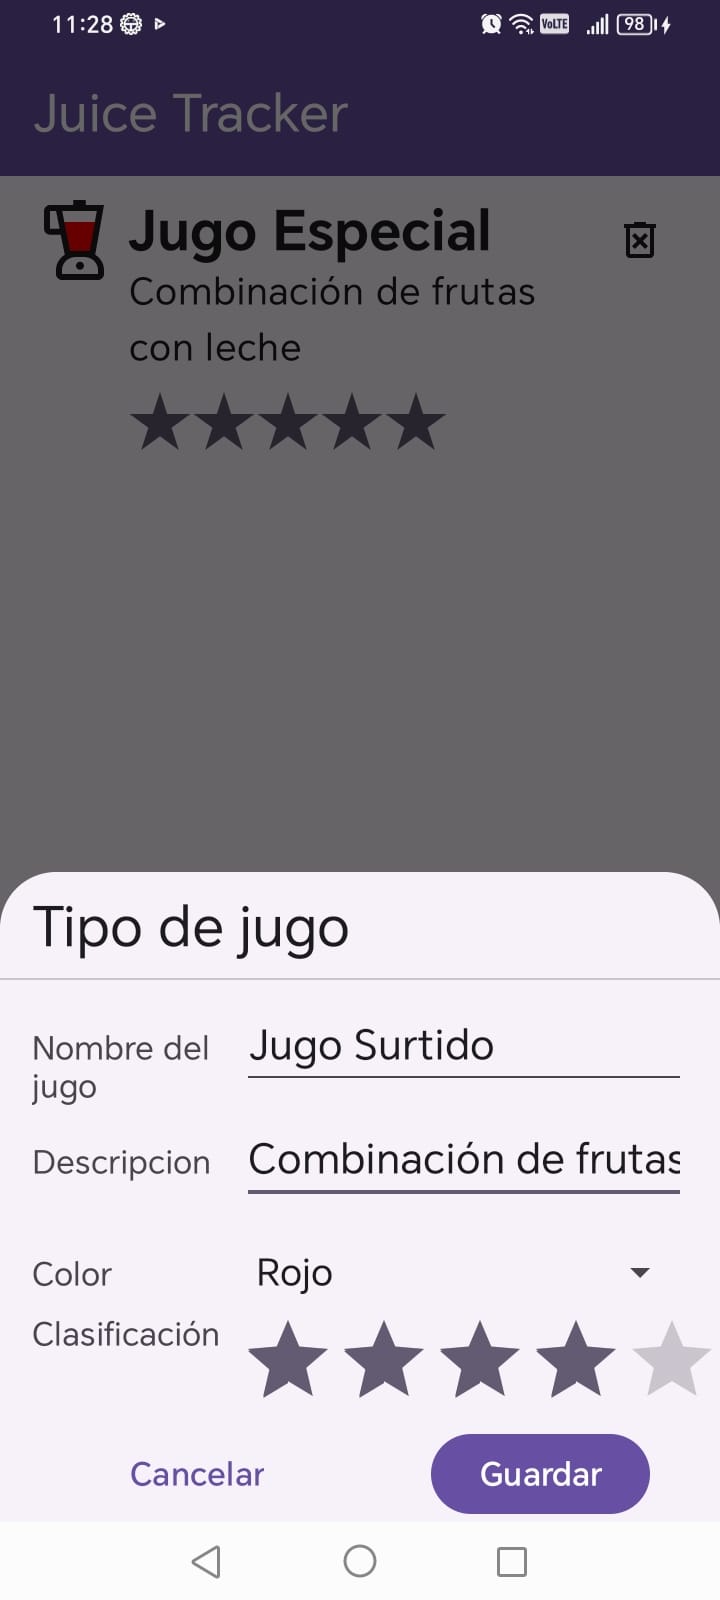 11:28
VoLTE
98
Juice Tracker
Jugo Especial
Combinación de frutas
con leche
Tipo de jugo
Nombre del
jugo
Jugo Surtido
Descripcion
Combinación de frutas
Color
Rojo
Clasificación
Cancelar
Guardar